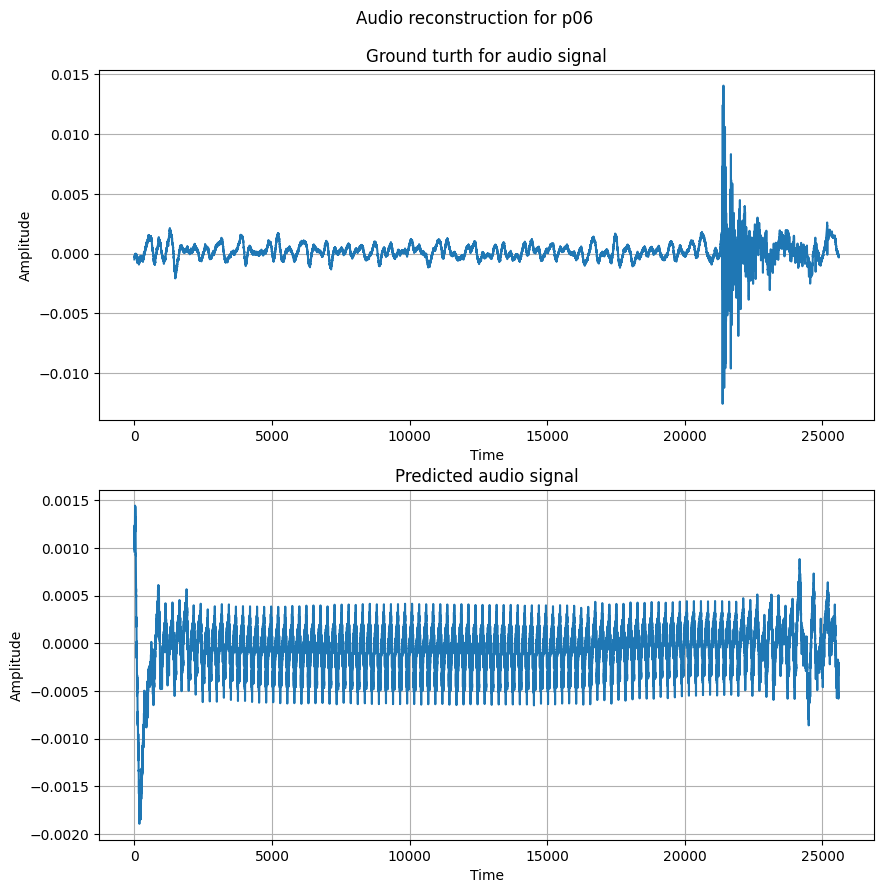 Audio reconstruction for p06
Ground turth for audio signal
0.015
0.010
0.005
0.000
−0.005
−0.010
Amplitude
0 5000 10000 15000 20000 25000
Time
Predicted audio signal
0.0015
0.0010
0.0005
0.0000
−0.0005
−0.0010
−0.0015
−0.0020
Amplitude
0 5000 10000 15000 20000 25000
Time